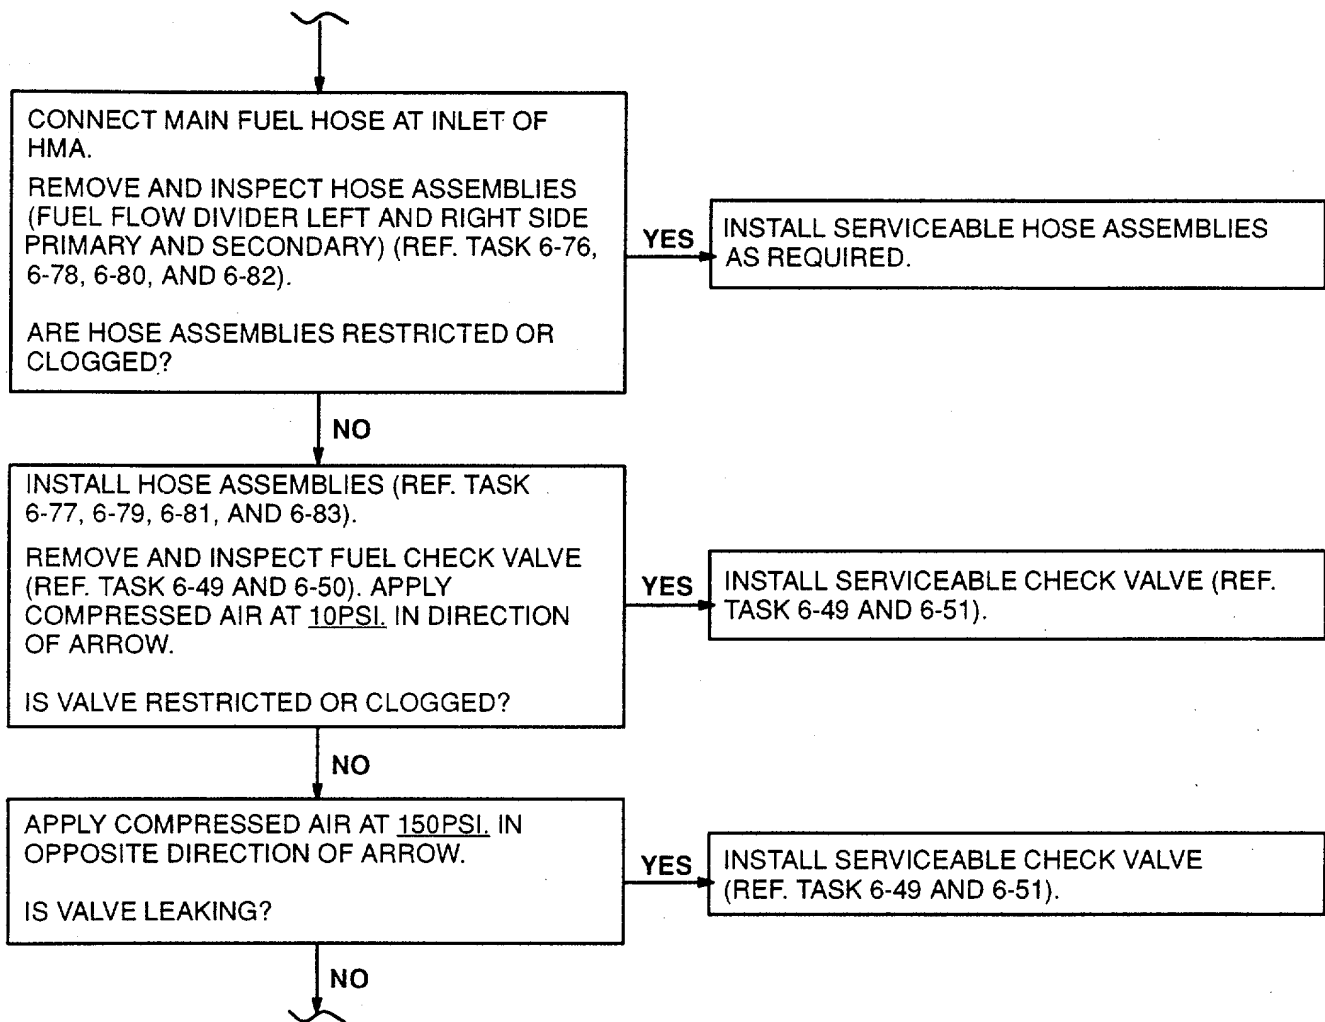 CONNECT MAIN FUEL HOSE AT INLET OF
HMA.
REMOVE AND INSPECT HOSE ASSEMBLIES
(FUEL FLOW DIVIDER LEFT AND RIGHT SIDE
PRIMARY AND SECONDARY) (REF. TASK 6-76,
6-78, 6-80, AND 6-82).
ARE HOSE ASSEMBLIES RESTRICTED OR
CLOGGED?
YES
INSTALL SERVICEABLE HOSE ASSEMBLIES
AS REQUIRED.
NO
INSTALL HOSE ASSEMBLIES (REF. TASK
6-77, 6-79, 6-81, AND 6-83).
REMOVE AND INSPECT FUEL CHECK VALVE
(REF. TASK 6-49 AND 6-50). APPLY
COMPRESSED AIR AT 10PSI. IN DIRECTION
OF ARROW.
IS VALVE RESTRICTED OR CLOGGED?
YES
INSTALL SERVICEABLE CHECK VALVE (REF.
TASK 6-49 AND 6-51).
NO
APPLY COMPRESSED AIR AT 150PSI. IN
OPPOSITE DIRECTION OF ARROW.
IS VALVE LEAKING?
YES
INSTALL SERVICEABLE CHECK VALVE
(REF. TASK 6-49 AND 6-51).
NO